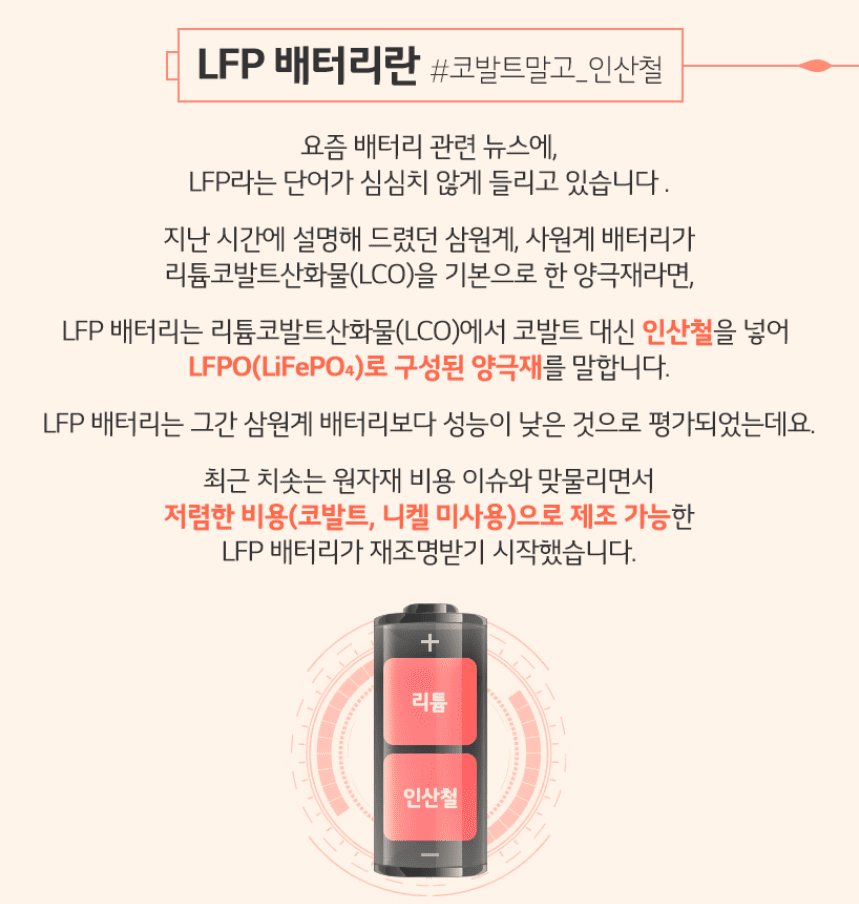 LFP 배터리란 #코발트말고_인산철
요즘 배터리 관련 뉴스에,
LFP라는 단어가 심심치 않게 들리고 있습니다 .
지난 시간에 설명해 드렸던 삼원계, 사원계 배터리가
리튬코발트산화물(LCO)을 기본으로 한 양극재라면,
LFP 배터리는 리튬코발트산화물(LCO)에서 코발트 대신 인산철을 넣어
LFPO(LiFePO₄)로 구성된 양극재를 말합니다.
LFP 배터리는 그간 삼원계 배터리보다 성능이 낮은 것으로 평가되었는데요.
최근 치솟는 원자재 비용 이슈와 맞물리면서
저렴한 비용(코발트, 니켈 미사용)으로 제조 가능한
LFP 배터리가 재조명받기 시작했습니다.
+
리튬
인산철
−